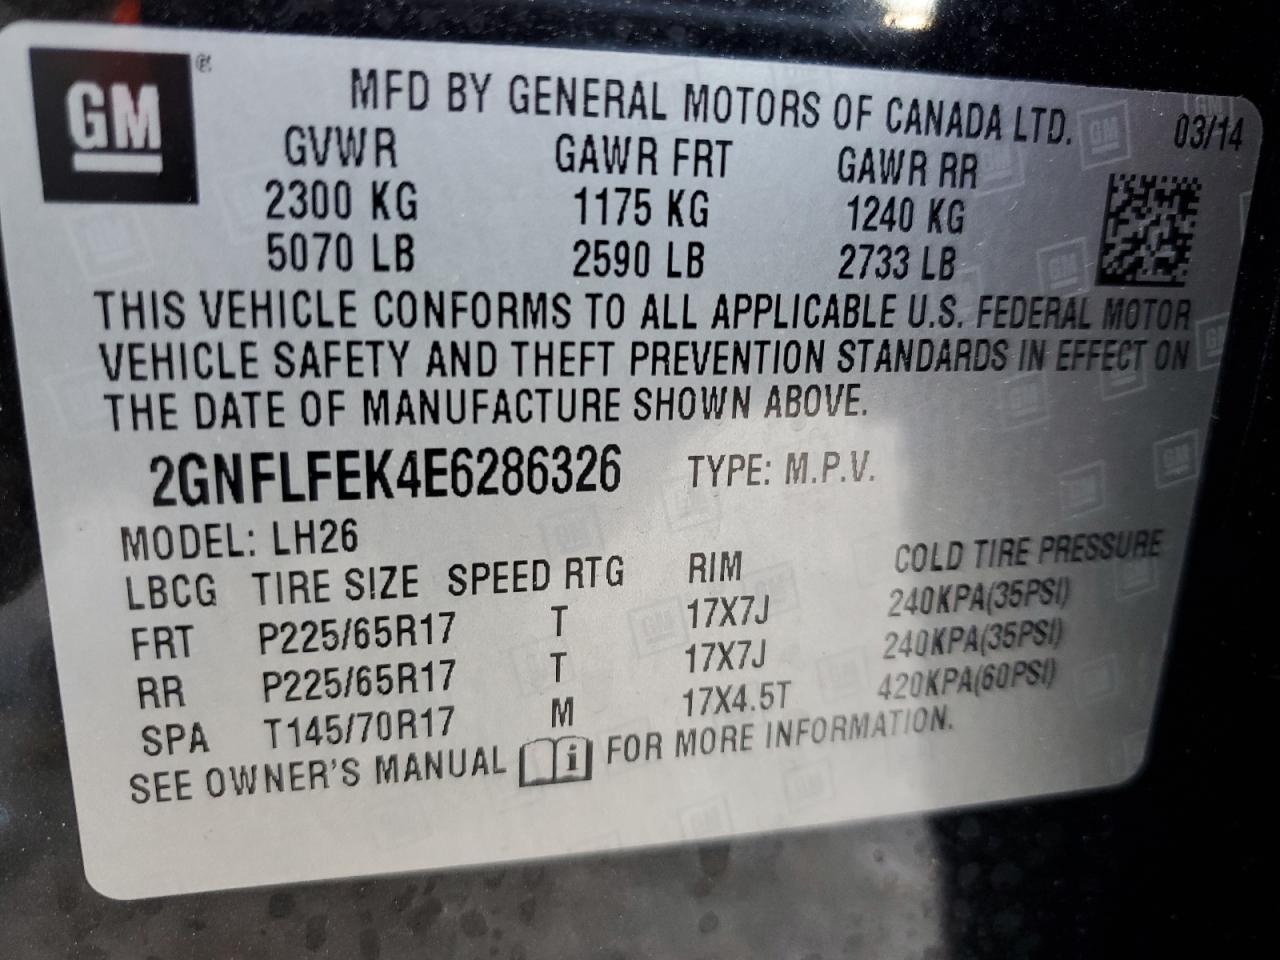 GM ®
MFD BY GENERAL MOTORS OF CANADA LTD. 03/14
GVWR GAWR FRT GAWR RR
2300 KG 1175 KG 1240 KG
5070 LB 2590 LB 2733 LB
THIS VEHICLE CONFORMS TO ALL APPLICABLE U.S. FEDERAL MOTOR
VEHICLE SAFETY AND THEFT PREVENTION STANDARDS IN EFFECT ON
THE DATE OF MANUFACTURE SHOWN ABOVE.
2GNFLFEK4E6286326 TYPE: M.P.V.
MODEL: LH26
LBCG TIRE SIZE SPEED RTG RIM COLD TIRE PRESSURE
FRT P225/65R17 T 17X7J 240KPA(35PSI)
RR P225/65R17 T 17X7J 240KPA(35PSI)
SPA T145/70R17 M 17X4.5T 420KPA(60PSI)
SEE OWNER'S MANUAL i FOR MORE INFORMATION.